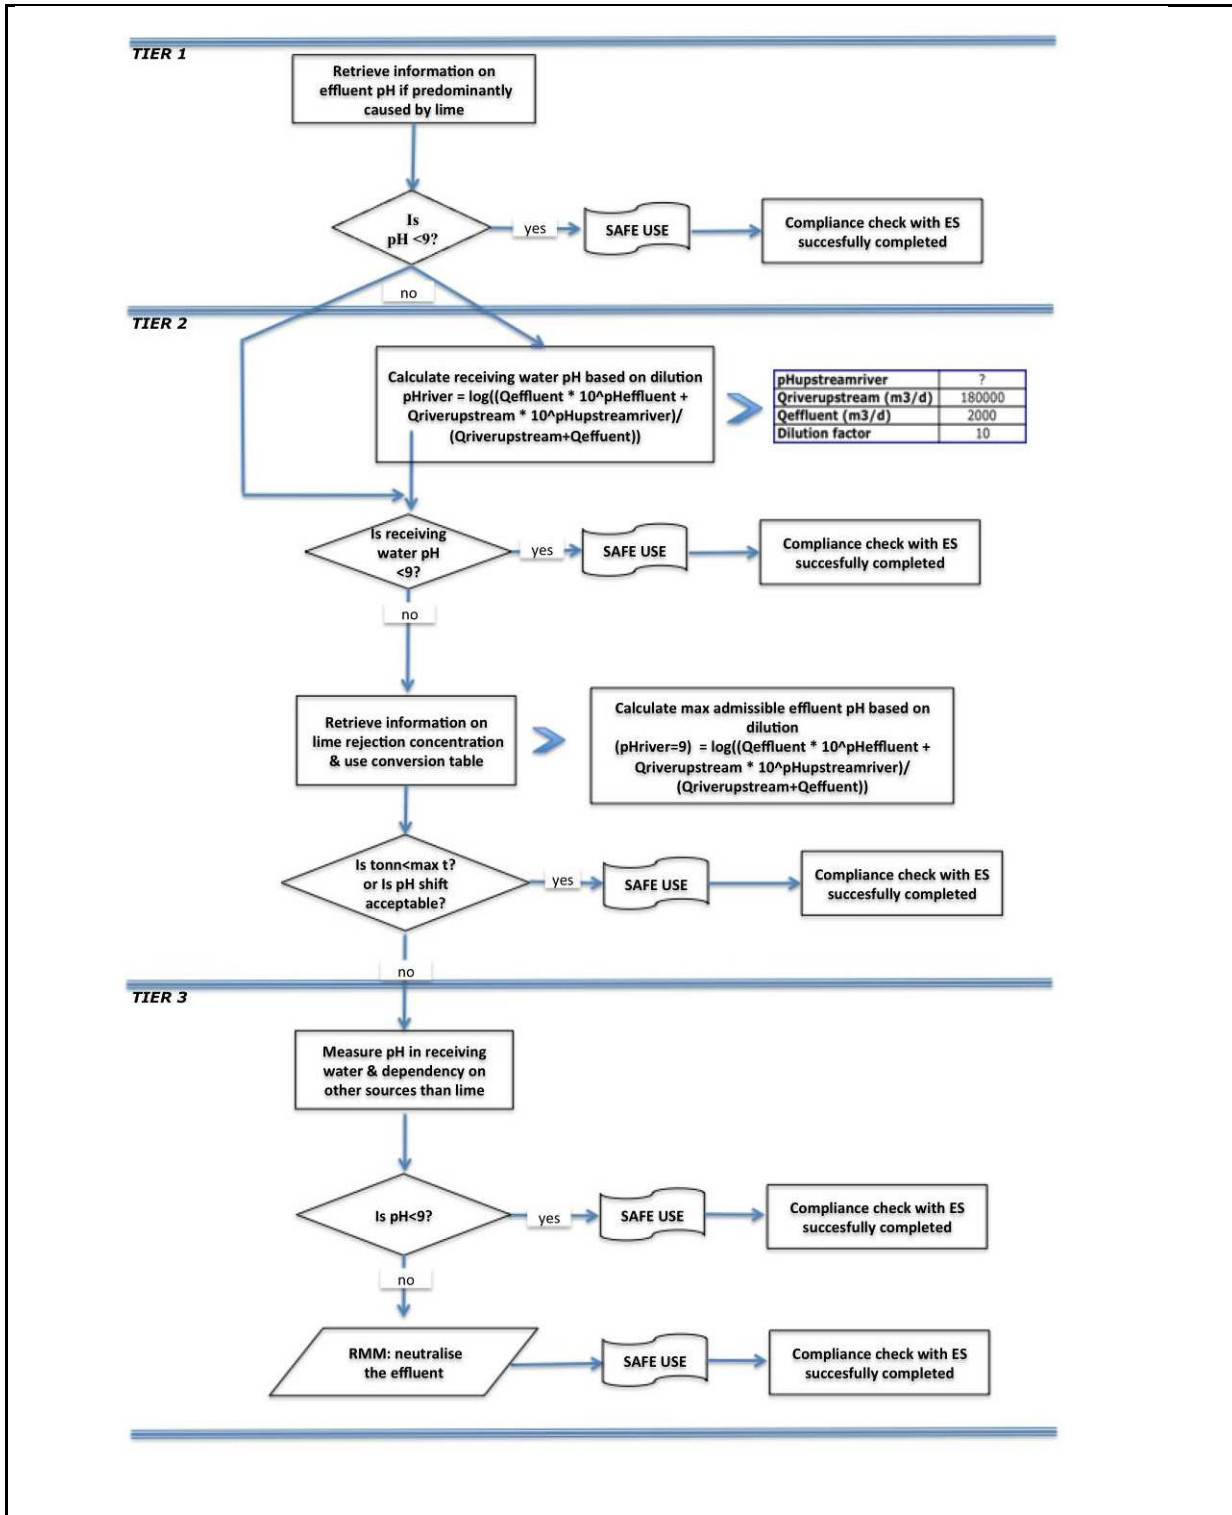 TIER 1
Retrieve information on
effluent pH if predominantly
caused by lime
Is
pH <9?
yes
SAFE USE
Compliance check with ES
succesfully completed
no
TIER 2
Calculate receiving water pH based on dilution
pHriver = log((Qeffluent * 10^pHeffluent +
Qriverupstream * 10^pHupstreamriver)/
(Qriverupstream+Qeffuent))
pHupstreamriver ?
Qriverupstream (m3/d) 180000
Qeffluent (m3/d) 2000
Dilution factor 10
Is receiving
water pH
<9?
yes
SAFE USE
Compliance check with ES
succesfully completed
no
Retrieve information on
lime rejection concentration
& use conversion table
Calculate max admissible effluent pH based on
dilution
(pHriver=9) = log((Qeffluent * 10^pHeffluent +
Qriverupstream * 10^pHupstreamriver)/
(Qriverupstream+Qeffuent))
Is tonn<max t?
or Is pH shift
acceptable?
yes
SAFE USE
Compliance check with ES
succesfully completed
no
TIER 3
Measure pH in receiving
water & dependency on
other sources than lime
Is pH<9?
yes
SAFE USE
Compliance check with ES
succesfully completed
no
RMM: neutralise
the effluent
SAFE USE
Compliance check with ES
succesfully completed